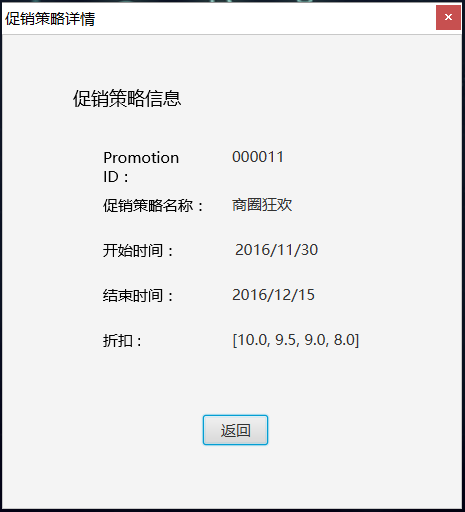 促销策略详情
促销策略信息
Promotion
ID：
000011
促销策略名称：
商圈狂欢
开始时间：
2016/11/30
结束时间：
2016/12/15
折扣：
[10.0, 9.5, 9.0, 8.0]
返回